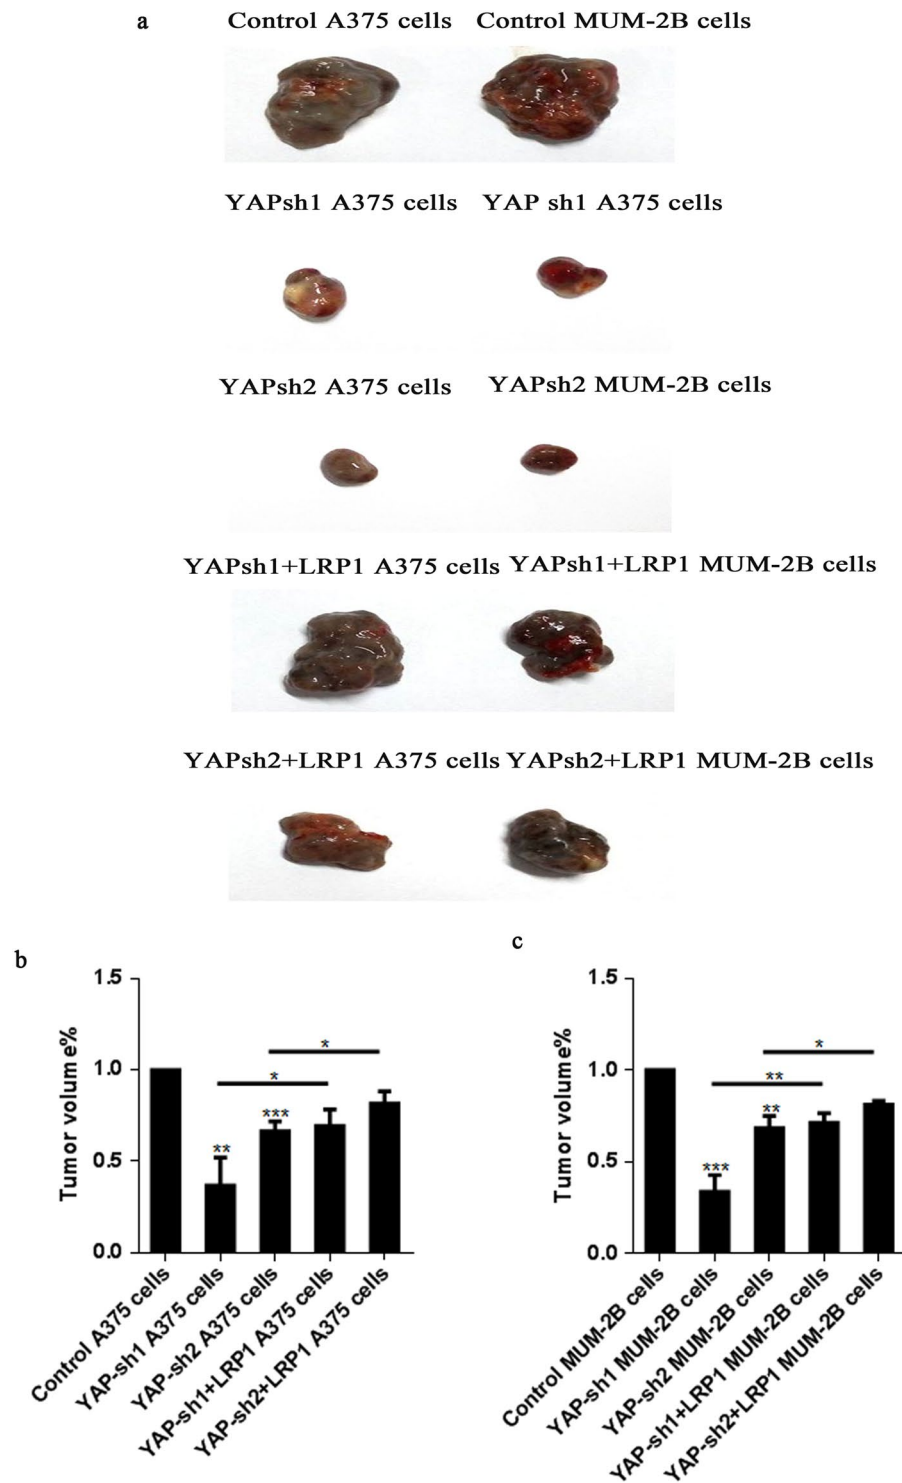 a
Control A375 cells Control MUM-2B cells
YAPsh1 A375 cells YAP sh1 A375 cells
YAPsh2 A375 cells YAPsh2 MUM-2B cells
YAPsh1+LRP1 A375 cells YAPsh1+LRP1 MUM-2B cells
YAPsh2+LRP1 A375 cells YAPsh2+LRP1 MUM-2B cells
b
Tumor volume%
1.5
1.0
0.5
0.0
*
*
***
**
Control A375 cells
YAP-sh1 A375 cells
YAP-sh2 A375 cells
YAP-sh1+LRP1 A375 cells
YAP-sh2+LRP1 A375 cells
c
Tumor volume%
1.5
1.0
0.5
0.0
*
**
**
***
Control MUM-2B cells
YAP-sh1 MUM-2B cells
YAP-sh2 MUM-2B cells
YAP-sh1+LRP1 MUM-2B cells
YAP-sh2+LRP1 MUM-2B cells